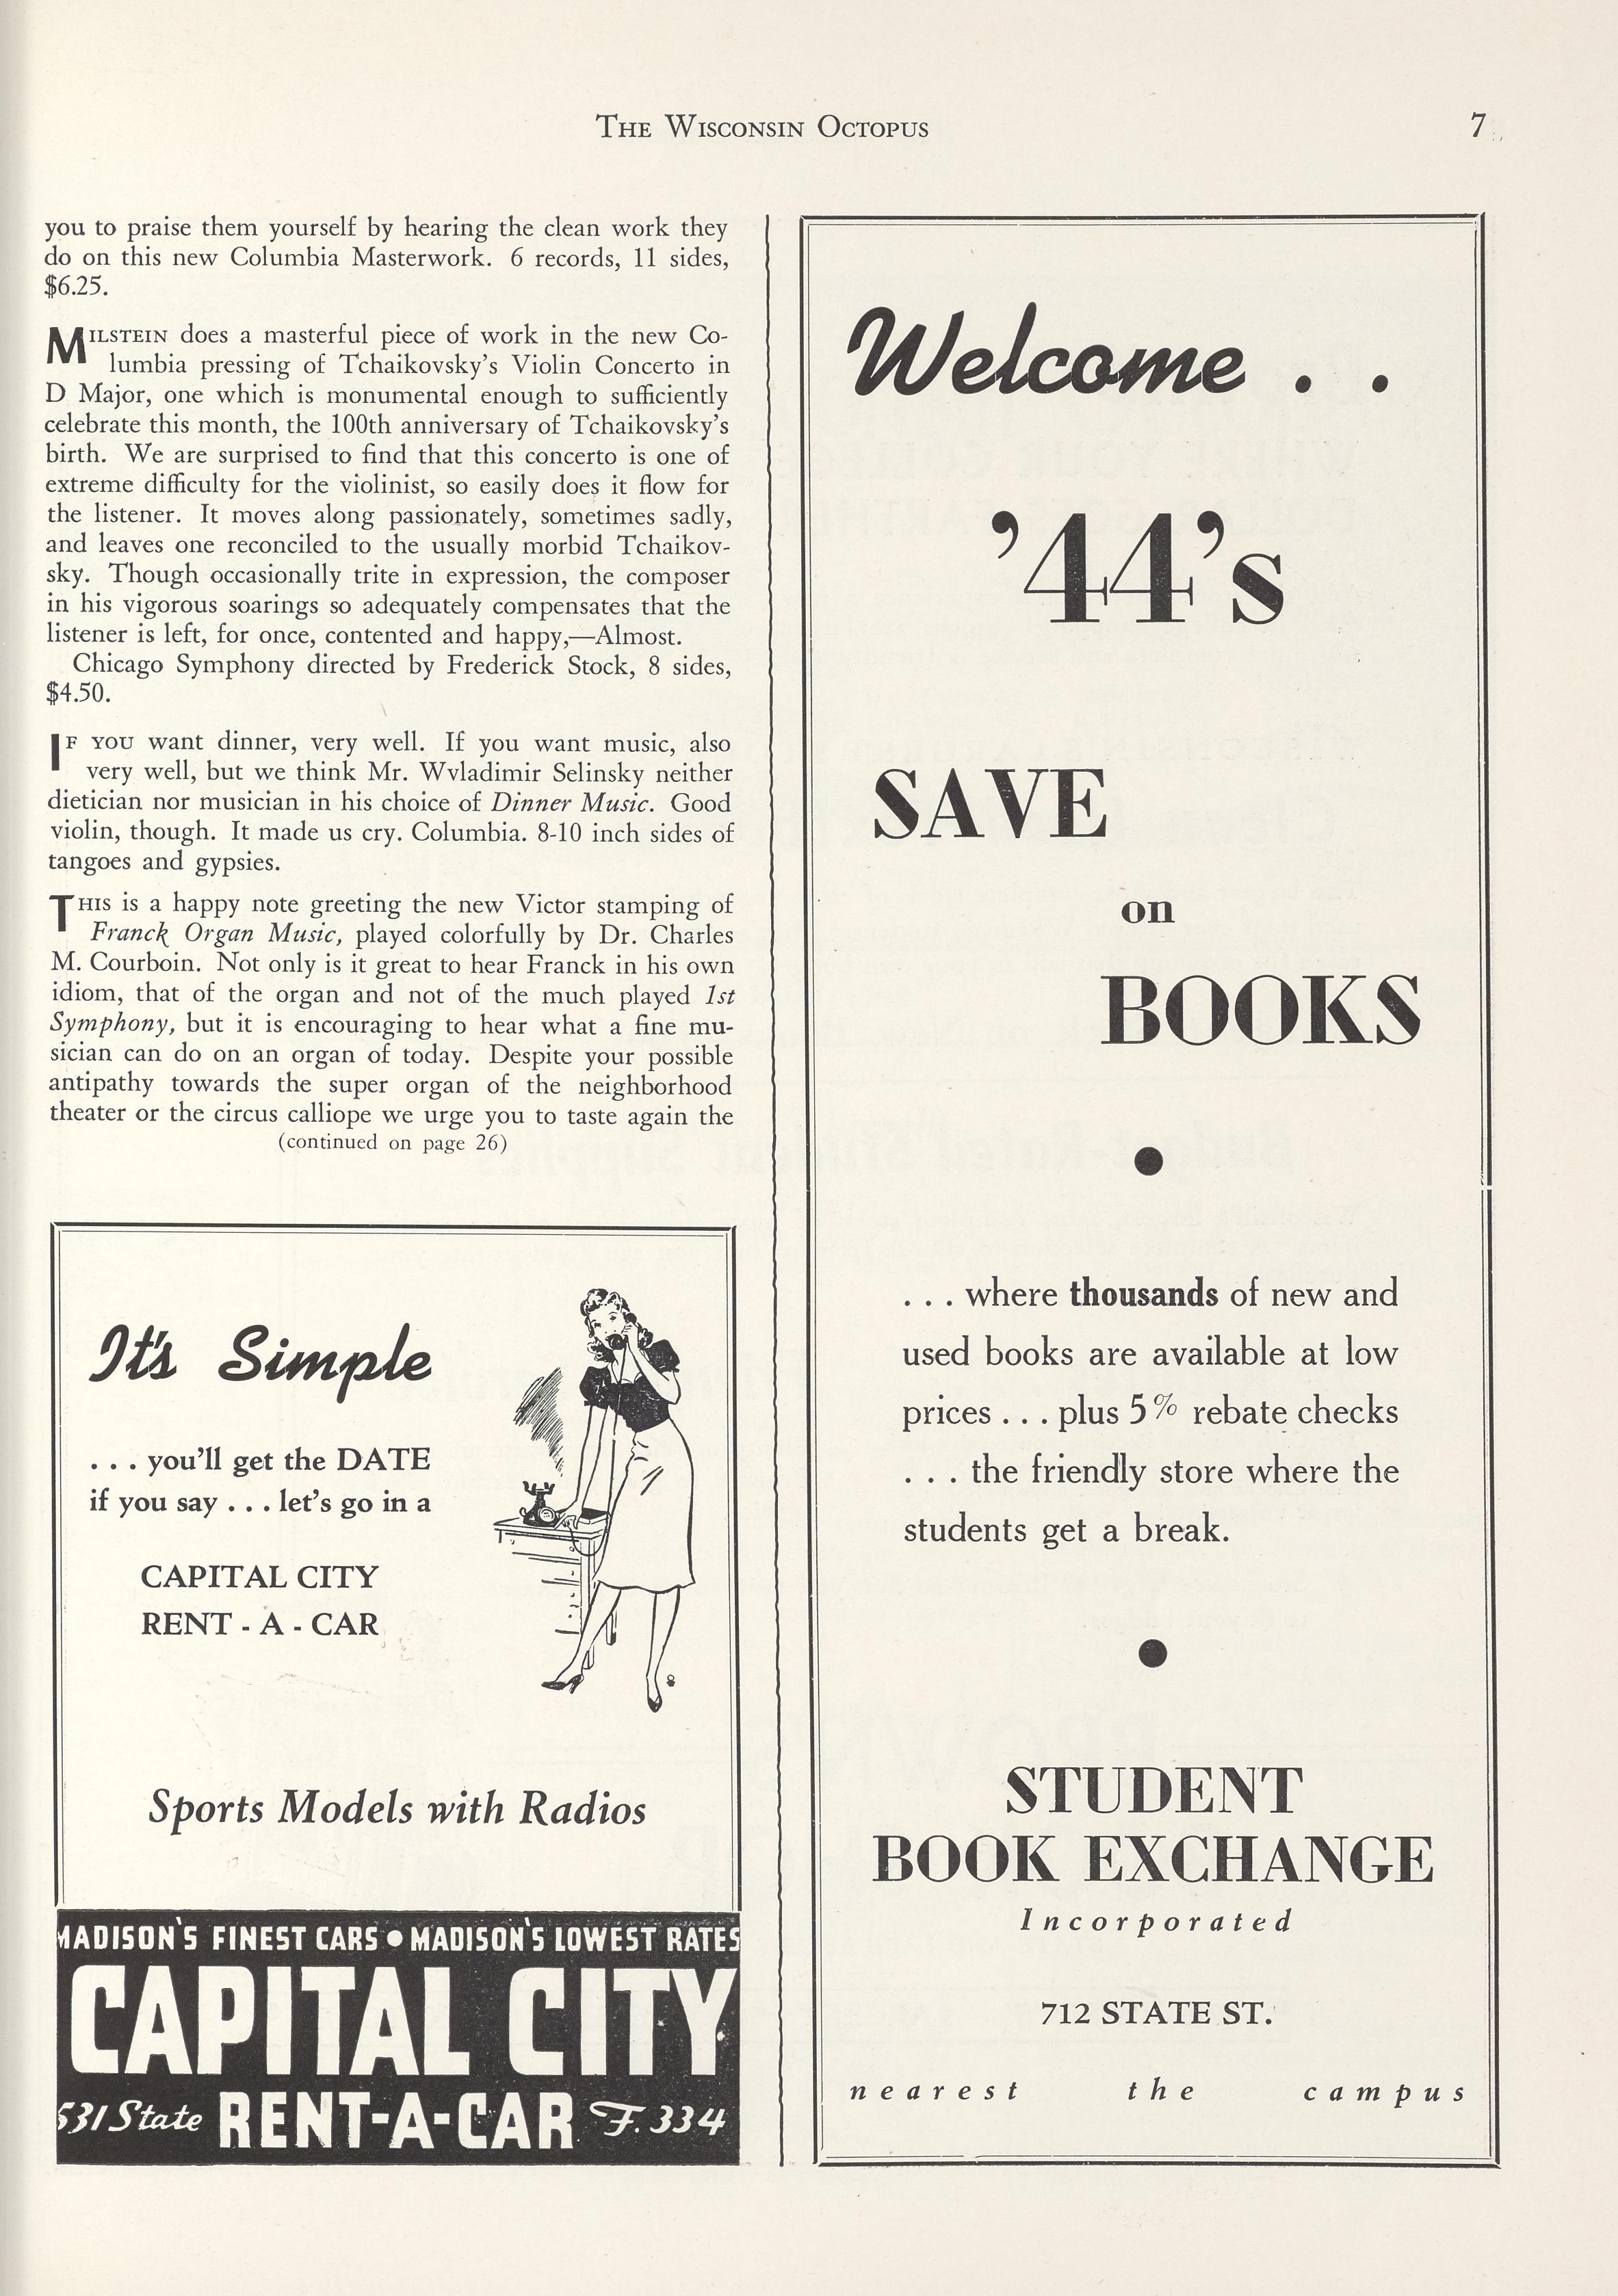 The Wisconsin Octopus
7
you to praise them yourself by hearing the clean work they
do on this new Columbia Masterwork. 6 records, 11 sides,
$6.25.
Milstein does a masterful piece of work in the new Co-
lumbia pressing of Tchaikovsky's Violin Concerto in
D Major, one which is monumental enough to sufficiently
celebrate this month, the 100th anniversary of Tchaikovsky's
birth. We are surprised to find that this concerto is one of
extreme difficulty for the violinist, so easily does it flow for
the listener. It moves along passionately, sometimes sadly,
and leaves one reconciled to the usually morbid Tchaikov-
sky. Though occasionally trite in expression, the composer
in his vigorous soarings so adequately compensates that the
listener is left, for once, contented and happy,—Almost.
Chicago Symphony directed by Frederick Stock, 8 sides,
$4.50.
If you want dinner, very well. If you want music, also
very well, but we think Mr. Wvladimir Selinsky neither
dietician nor musician in his choice of Dinner Music. Good
violin, though. It made us cry. Columbia. 8-10 inch sides of
tangoes and gypsies.
This is a happy note greeting the new Victor stamping of
Franck Organ Music, played colorfully by Dr. Charles
M. Courboin. Not only is it great to hear Franck in his own
idiom, that of the organ and not of the much played 1st
Symphony, but it is encouraging to hear what a fine mu-
sician can do on an organ of today. Despite your possible
antipathy towards the super organ of the neighborhood
theater or the circus calliope we urge you to taste again the
(continued on page 26)
It's Simple
. . . you'll get the DATE
if you say . . . let's go in a
CAPITAL CITY
RENT - A - CAR
Sports Models with Radios
MADISON'S FINEST CARS ● MADISON'S LOWEST RATES
CAPITAL CITY
531 State RENT-A-CAR F. 334
Welcome . .
'44's
SAVE
on
BOOKS
●
. . . where thousands of new and
used books are available at low
prices . . . plus 5% rebate checks
. . . the friendly store where the
students get a break.
●
STUDENT
BOOK EXCHANGE
Incorporated
712 STATE ST.
nearest the campus